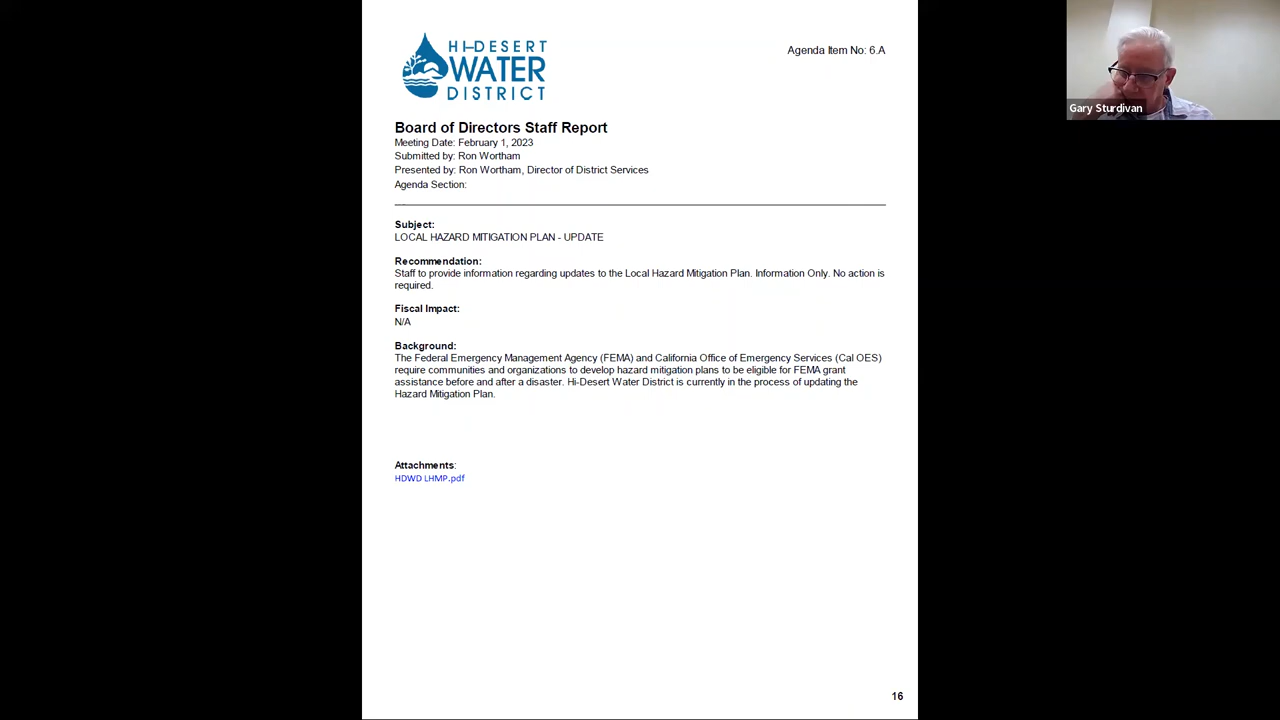 HI-DESERT
WATER
DISTRICT
Agenda Item No: 6.A
Gary Sturdivan
Board of Directors Staff Report
Meeting Date: February 1, 2023
Submitted by: Ron Wortham
Presented by: Ron Wortham, Director of District Services
Agenda Section:
Subject:
LOCAL HAZARD MITIGATION PLAN - UPDATE
Recommendation:
Staff to provide information regarding updates to the Local Hazard Mitigation Plan. Information Only. No action is
required.
Fiscal Impact:
N/A
Background:
The Federal Emergency Management Agency (FEMA) and California Office of Emergency Services (Cal OES)
require communities and organizations to develop hazard mitigation plans to be eligible for FEMA grant
assistance before and after a disaster. Hi-Desert Water District is currently in the process of updating the
Hazard Mitigation Plan.
Attachments:
HDWD LHMP.pdf
16